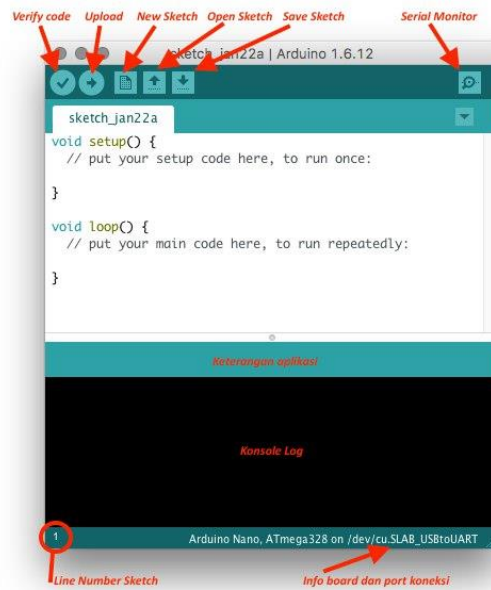 Verify code Upload New Sketch Open Sketch Save Sketch Serial Monitor
sketch_jan22a | Arduino 1.6.12
sketch_jan22a
void setup() {
// put your setup code here, to run once:
}
void loop() {
// put your main code here, to run repeatedly:
}
Keterangan aplikasi
Konsole Log
1 Arduino Nano, ATmega328 on /dev/cu.SLAB_USBtoUART
Line Number Sketch Info board dan port koneksi